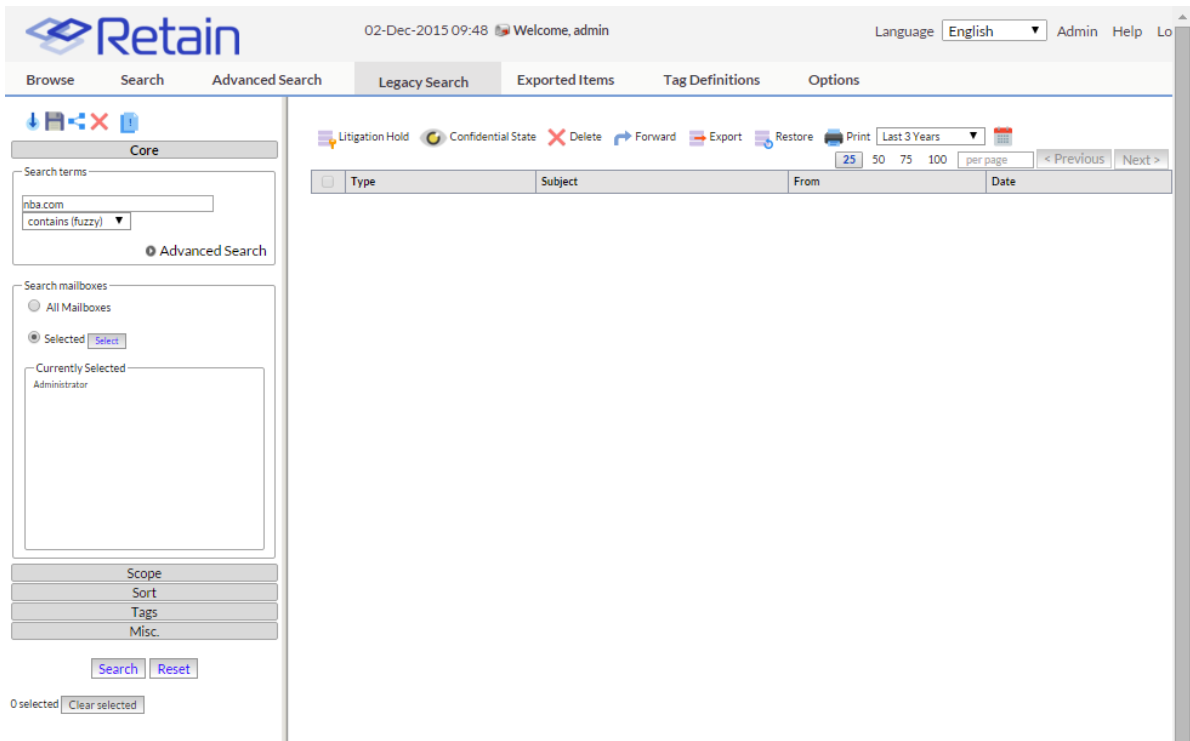 Retain
02-Dec-2015 09:48 Welcome, admin
Language English Admin Help Lo
Browse Search Advanced Search Legacy Search Exported Items Tag Definitions Options
Core
Search terms
nba.com
contains (fuzzy)
Advanced Search
Search mailboxes
All Mailboxes
Selected Select
Currently Selected
Administrator
Scope
Sort
Tags
Misc.
Search Reset
0 selected Clear selected
Litigation Hold Confidential State Delete Forward Export Restore Print Last 3 Years
25 50 75 100 per page < Previous Next >
Type Subject From Date